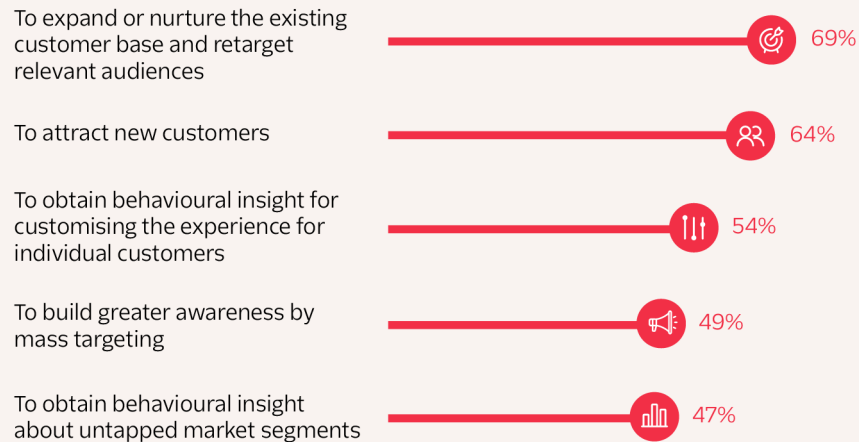 To expand or nurture the existing
customer base and retarget
relevant audiences
69%
To attract new customers
64%
To obtain behavioural insight for
customising the experience for
individual customers
54%
To build greater awareness by
mass targeting
49%
To obtain behavioural insight
about untapped market segments
47%